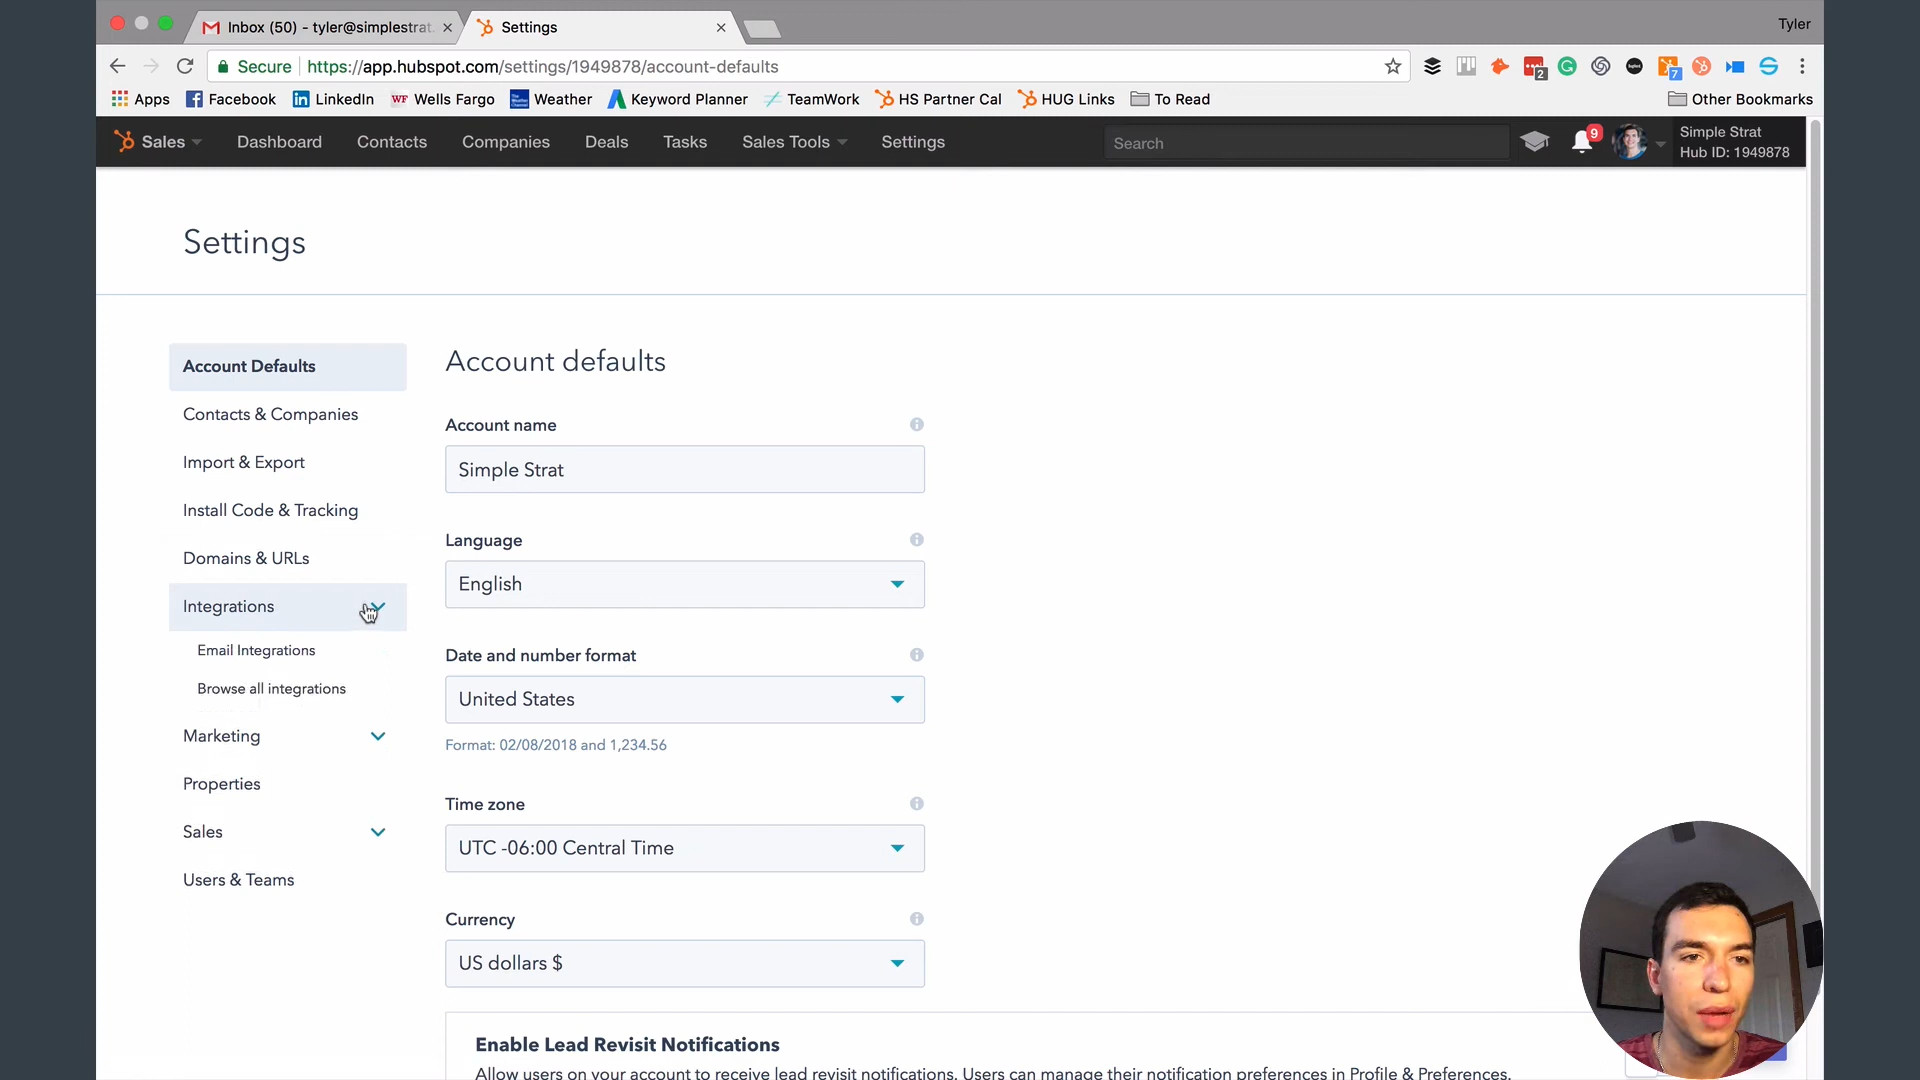 Inbox (50) - tyler@simplestrat.
Settings
Tyler
Secure https://app.hubspot.com/settings/1949878/account-defaults
2
7
Apps Facebook LinkedIn WF Wells Fargo Weather Keyword Planner TeamWork HS Partner Cal HUG Links To Read Other Bookmarks
Sales Dashboard Contacts Companies Deals Tasks Sales Tools Settings Search 9
Simple Strat
Hub ID: 1949878
Settings
Account Defaults
Contacts & Companies
Import & Export
Install Code & Tracking
Domains & URLs
Integrations
Email Integrations
Browse all integrations
Marketing
Properties
Sales
Users & Teams
Account defaults
Account name
Simple Strat
Language
English
Date and number format
United States
Format: 02/08/2018 and 1,234.56
Time zone
UTC -06:00 Central Time
Currency
US dollars $
Enable Lead Revisit Notifications
Allow users on your account to receive lead revisit notifications. Users can manage their notification preferences in Profile & Preferences.